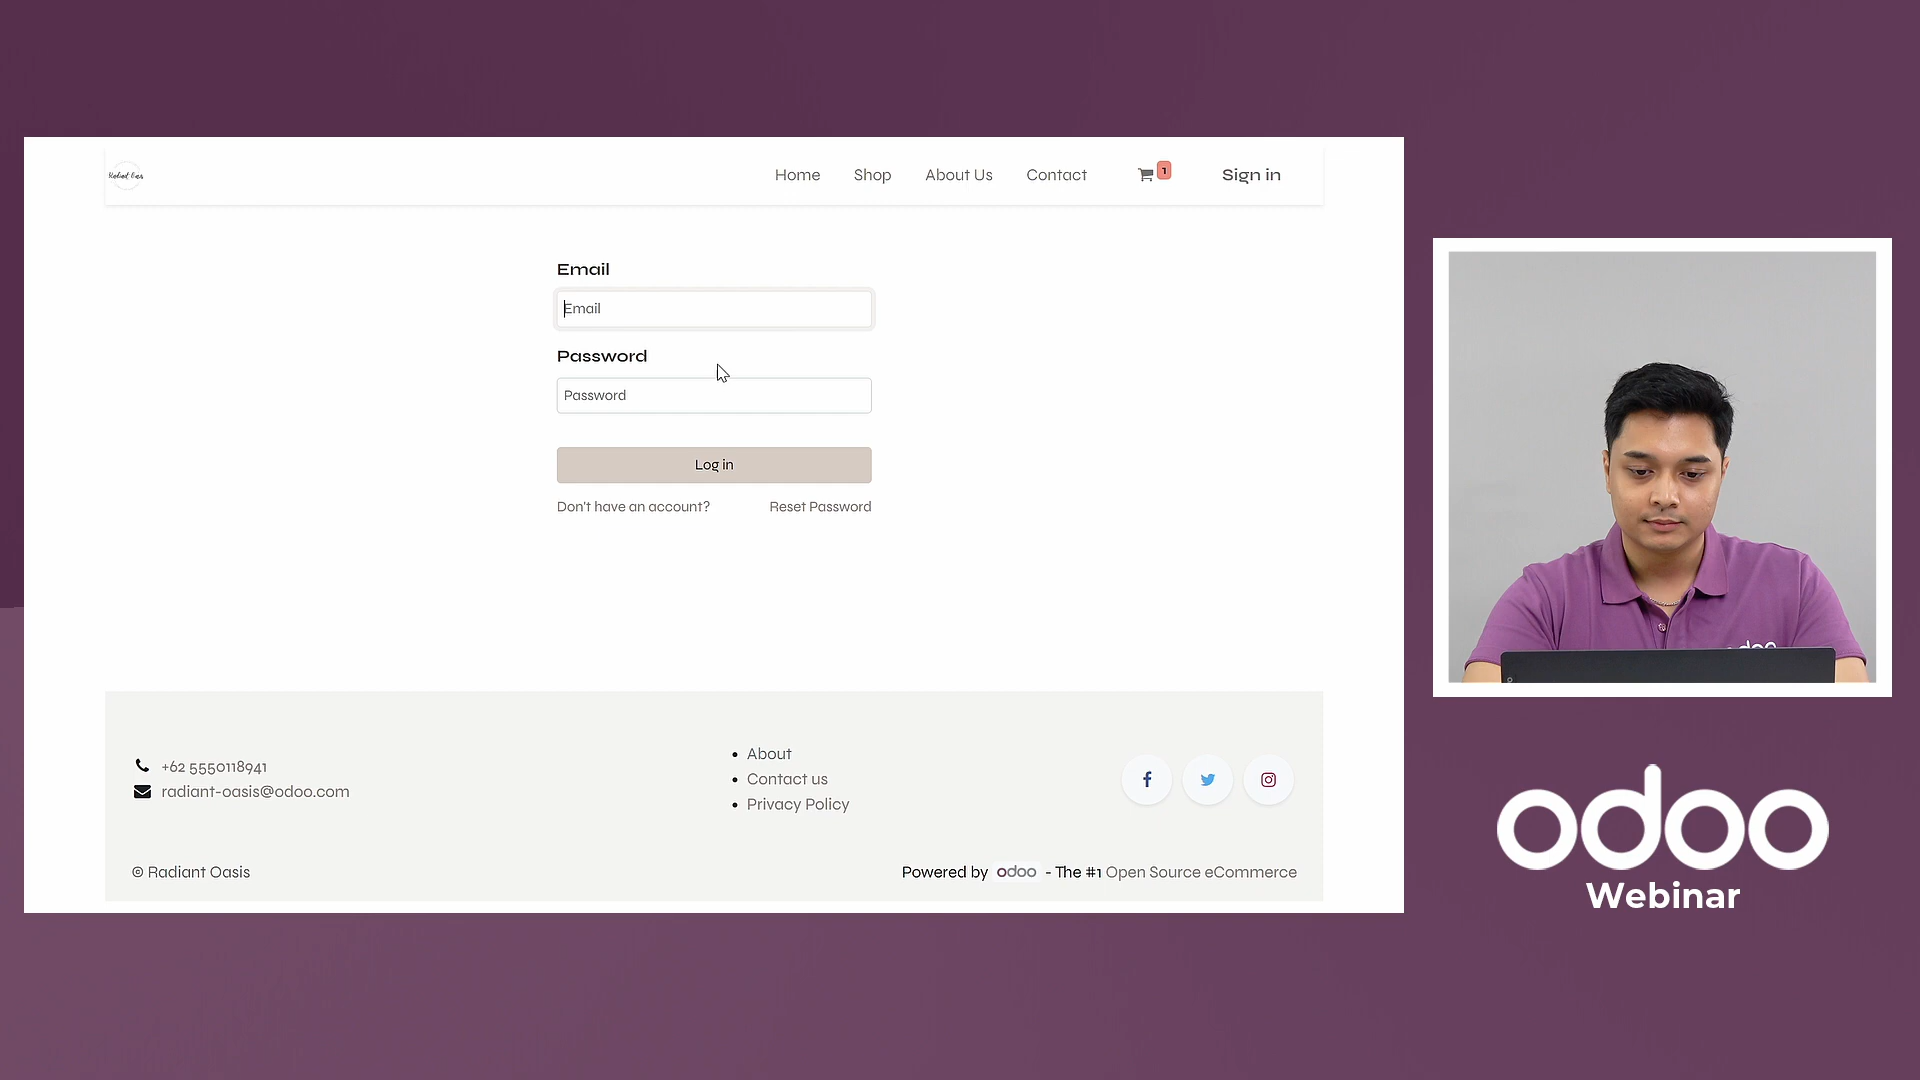 Home Shop About Us Contact 1 Sign in
Email
Email
Password
Password
Log in
Don't have an account? Reset Password
+62 5550118941
radiant-oasis@odoo.com
About
Contact us
Privacy Policy
© Radiant Oasis
Powered by odoo - The #1 Open Source eCommerce
odoo
odoo
Webinar